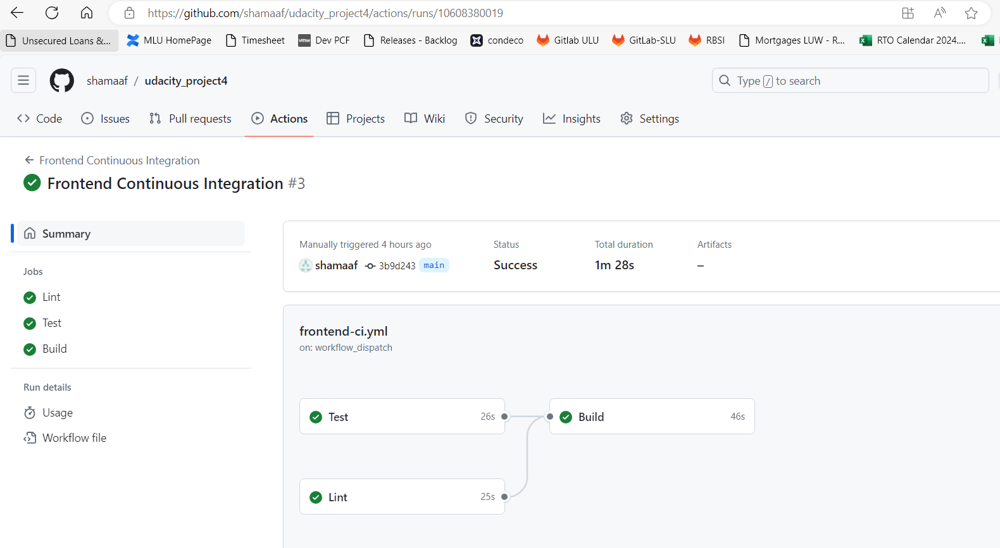 https://github.com/shamaaf/udacity_project4/actions/runs/10608380019
Unsecured Loans &... MLU HomePage Timesheet vmw Dev PCF Releases - Backlog condeco Gitlab ULU GitLab-SLU RBSI Mortgages LUW - R... RTO Calendar 2024....
shamaaf / udacity_project4 Type / to search
Code Issues Pull requests Actions Projects Wiki Security Insights Settings
Frontend Continuous Integration
Frontend Continuous Integration #3
Summary
Jobs
Lint
Test
Build
Run details
Usage
Workflow file
Manually triggered 4 hours ago Status Total duration Artifacts
shamaaf 3b9d243 main Success 1m 28s –
frontend-ci.yml
on: workflow_dispatch
Test 26s Build 46s
Lint 25s